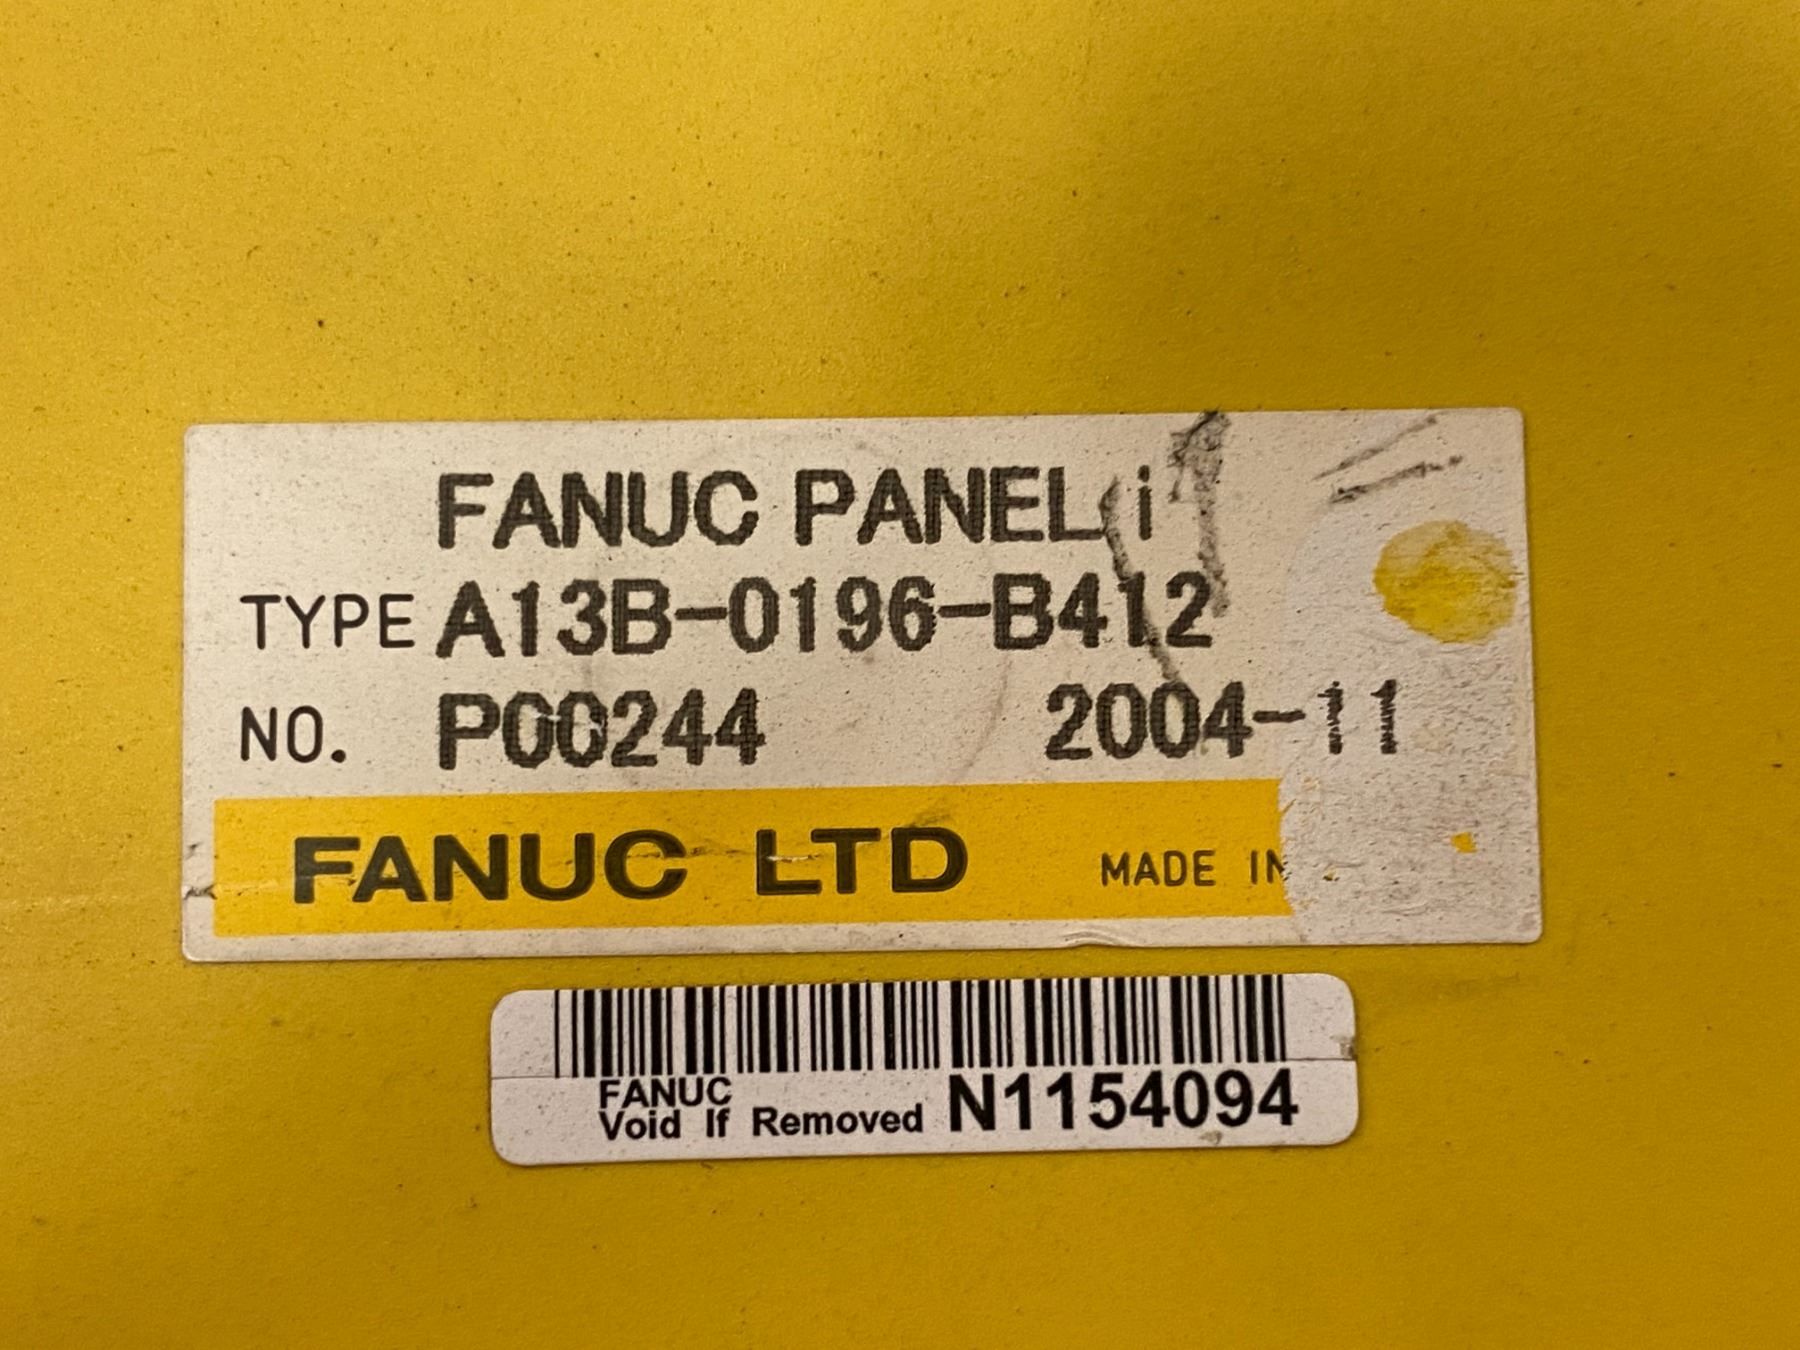 FANUC PANEL i
TYPE A13B-0196-B412
NO. P00244 2004-11
FANUC LTD MADE IN
FANUC
Void If Removed N1154094